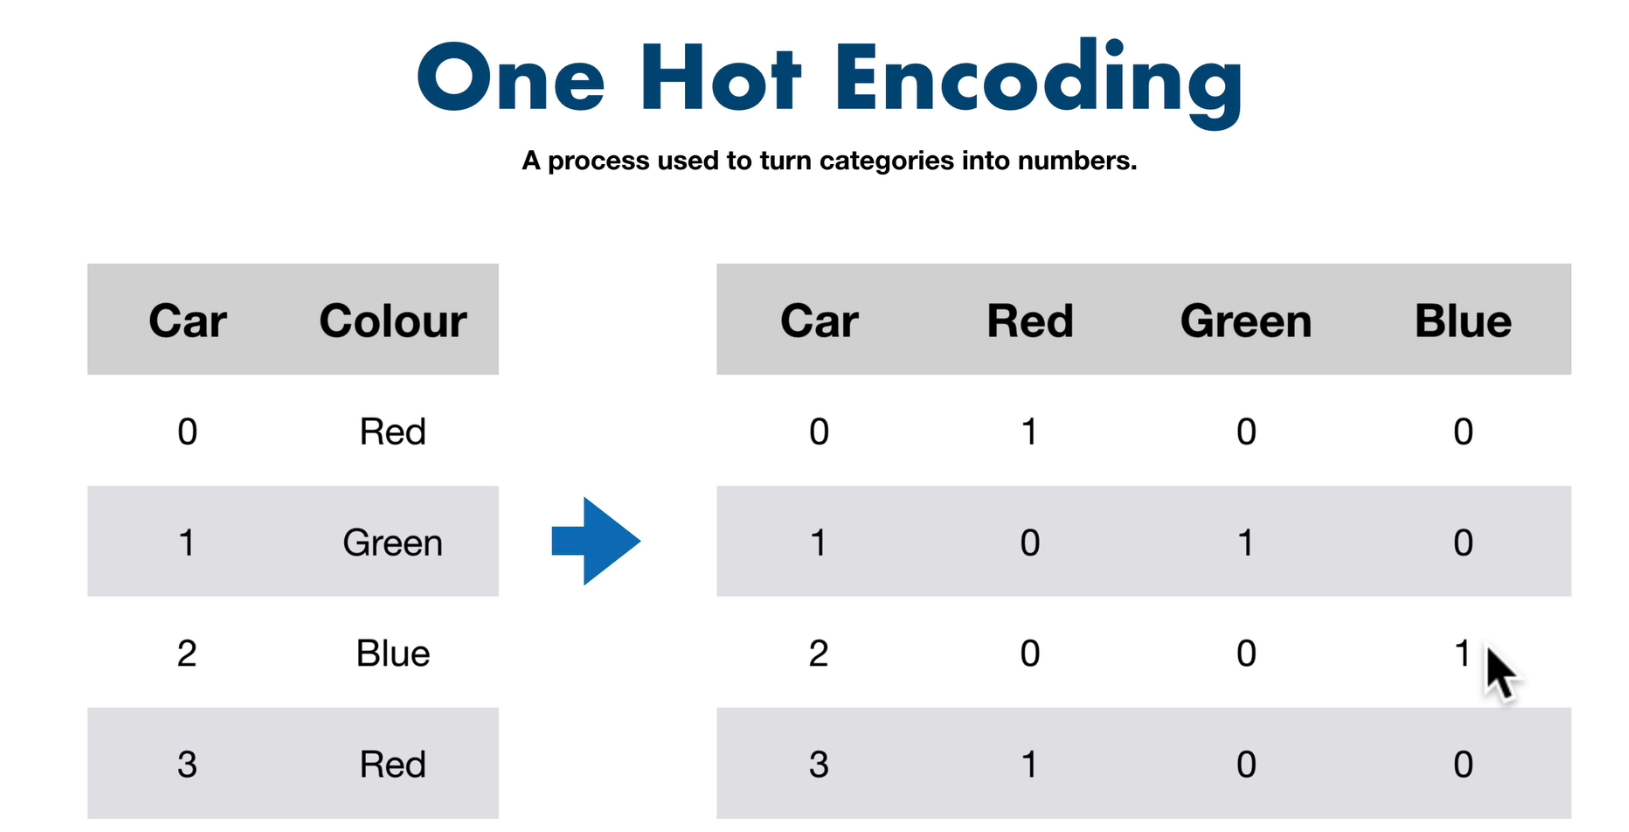 One Hot Encoding
A process used to turn categories into numbers.
Car Colour
0 Red
1 Green
2 Blue
3 Red
Car Red Green Blue
0 1 0 0
1 0 1 0
2 0 0 1
3 1 0 0